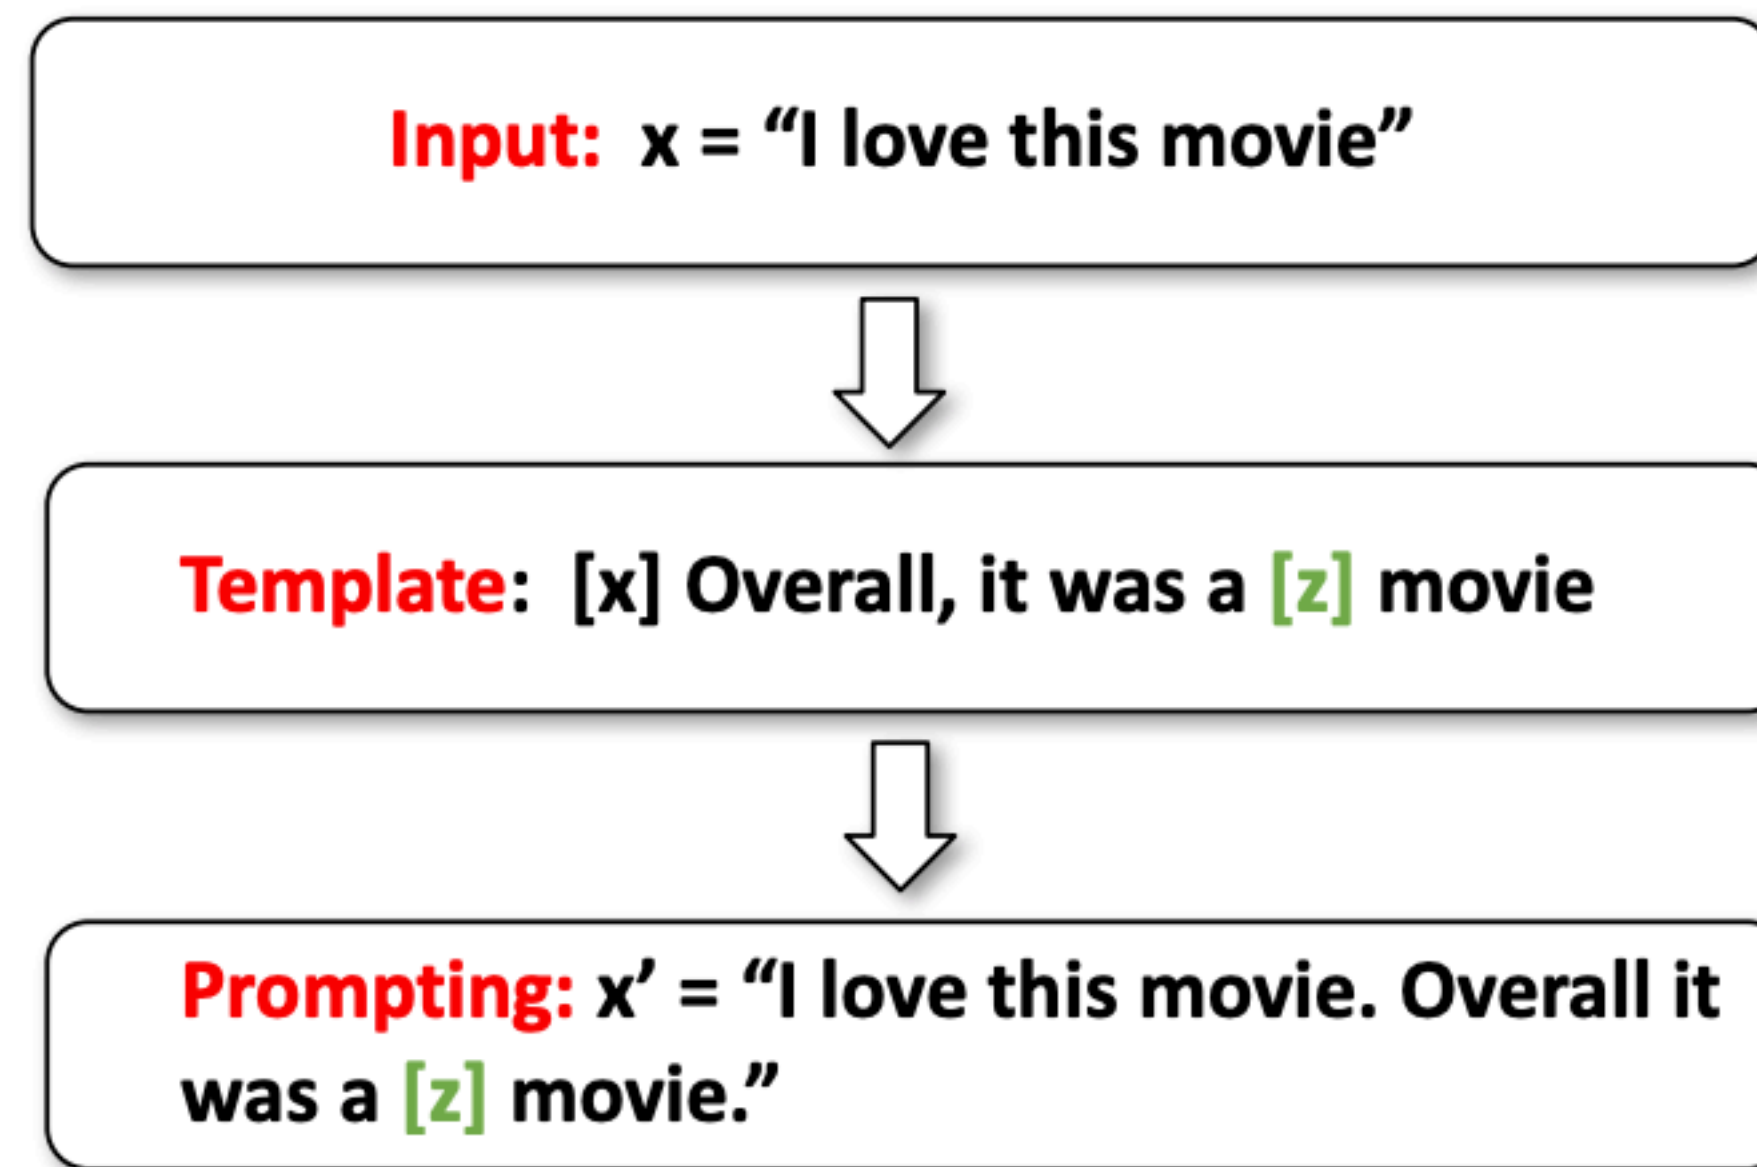 Input: x = “I love this movie”
Template: [x] Overall, it was a [z] movie
Prompting: x’ = “I love this movie. Overall it
was a [z] movie.”